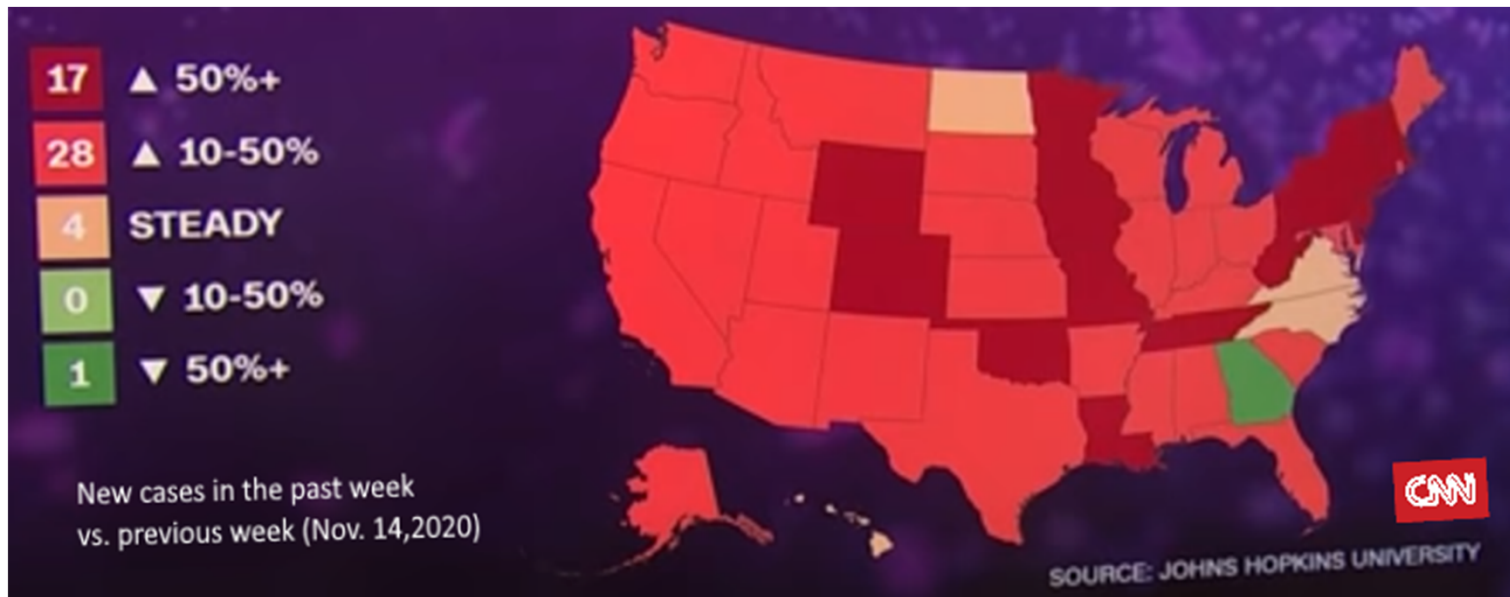 17 ▲ 50%+
28 ▲ 10-50%
4 STEADY
0 ▼ 10-50%
1 ▼ 50%+
New cases in the past week
vs. previous week (Nov. 14,2020)
CNN
SOURCE: JOHNS HOPKINS UNIVERSITY